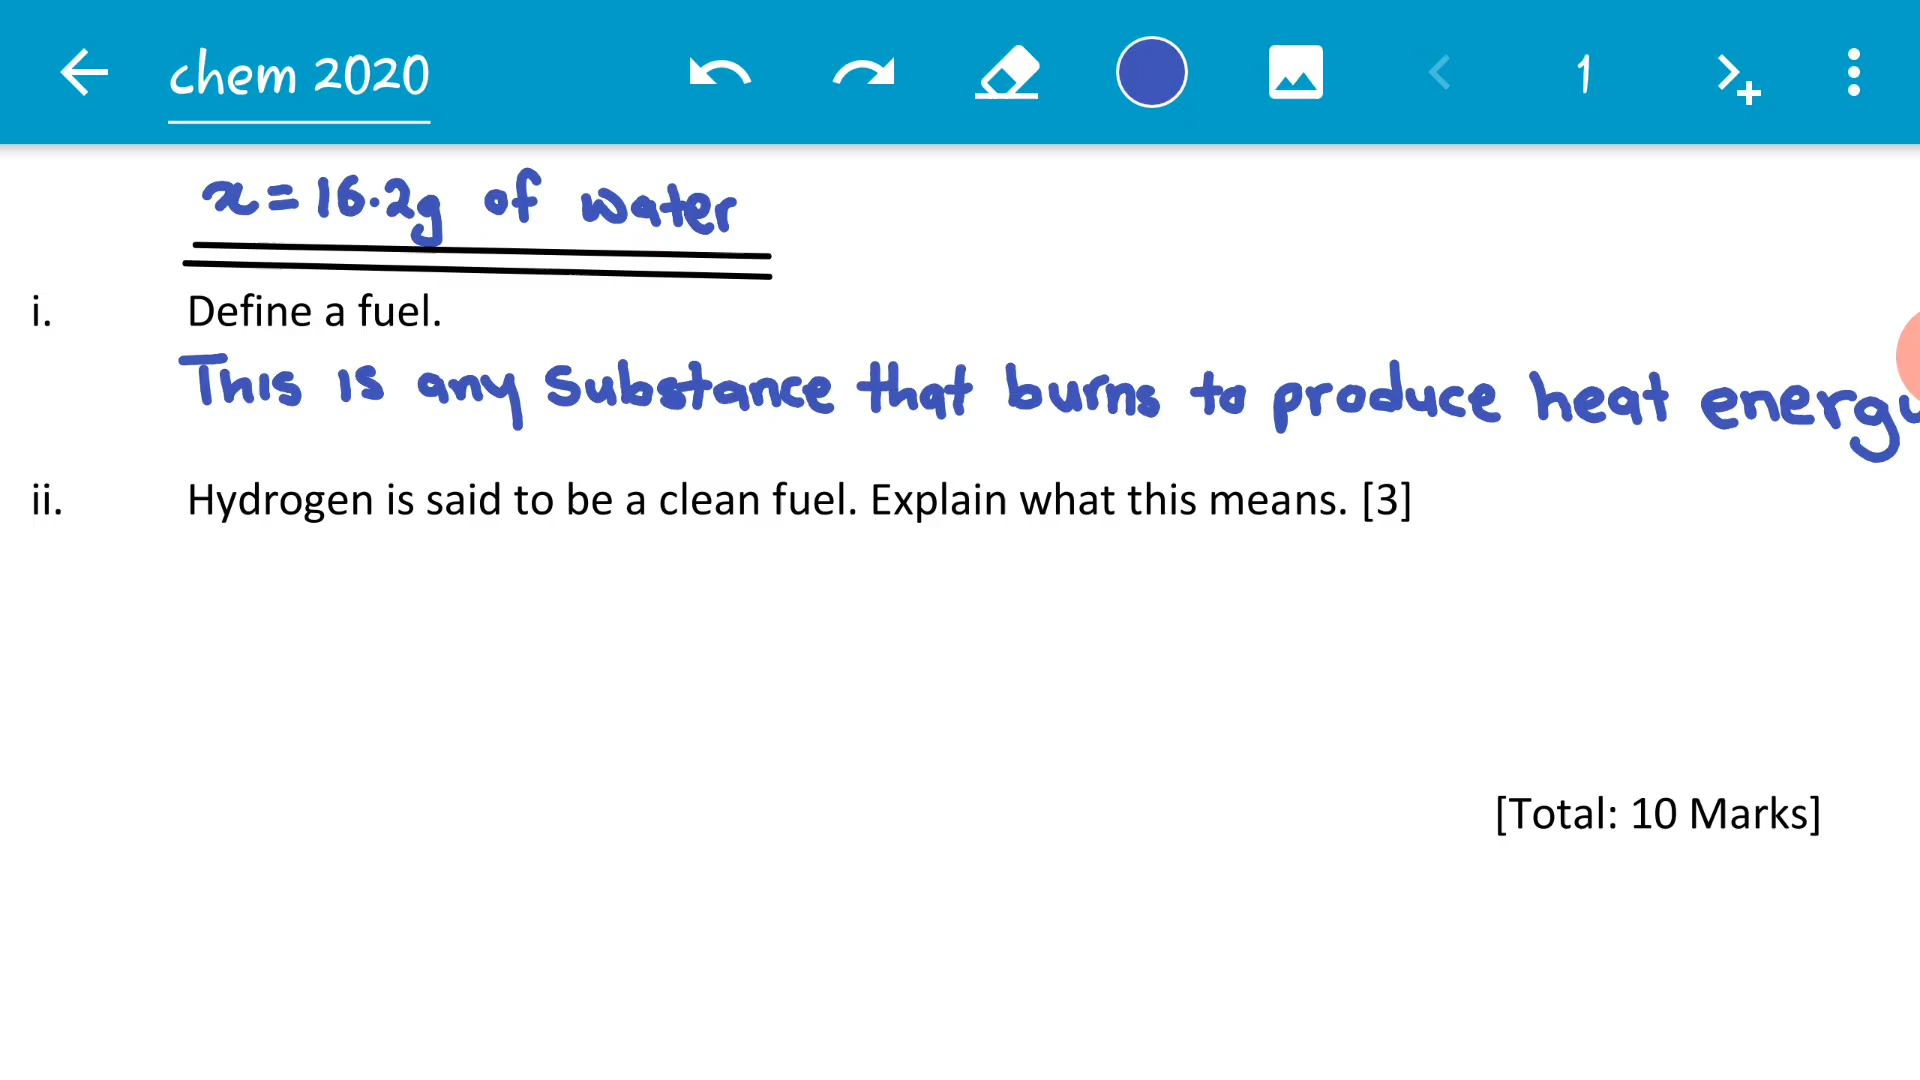 chem 2020
1
x = 16.2g of water
i. Define a fuel.
This is any substance that burns to produce heat energy
ii. Hydrogen is said to be a clean fuel. Explain what this means. [3]
[Total: 10 Marks]